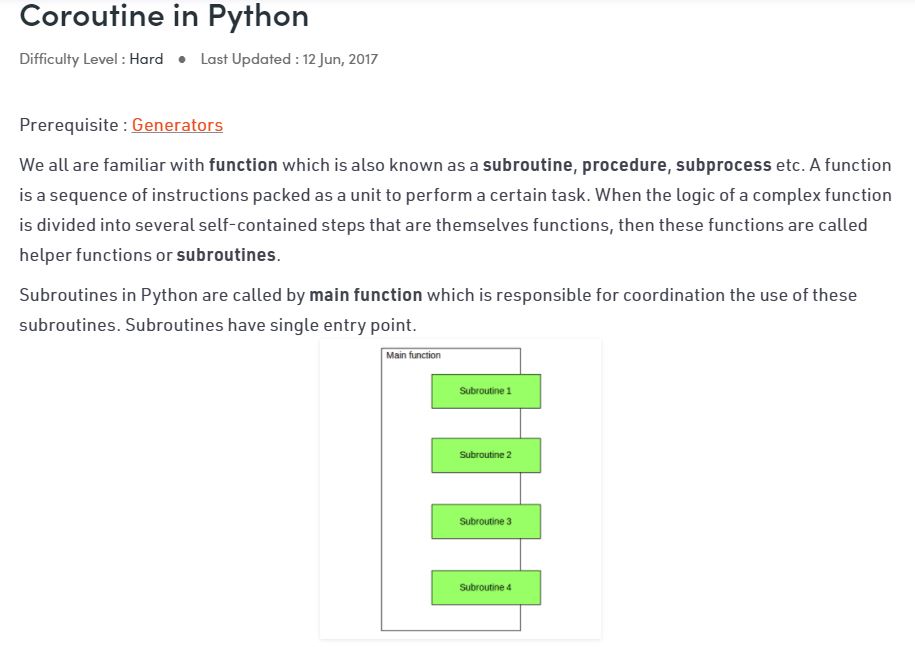 Coroutine in Python
Difficulty Level : Hard ● Last Updated : 12 Jun, 2017
Prerequisite : Generators
We all are familiar with function which is also known as a subroutine, procedure, subprocess etc. A function
is a sequence of instructions packed as a unit to perform a certain task. When the logic of a complex function
is divided into several self-contained steps that are themselves functions, then these functions are called
helper functions or subroutines.
Subroutines in Python are called by main function which is responsible for coordination the use of these
subroutines. Subroutines have single entry point.
Main function
Subroutine 1
Subroutine 2
Subroutine 3
Subroutine 4